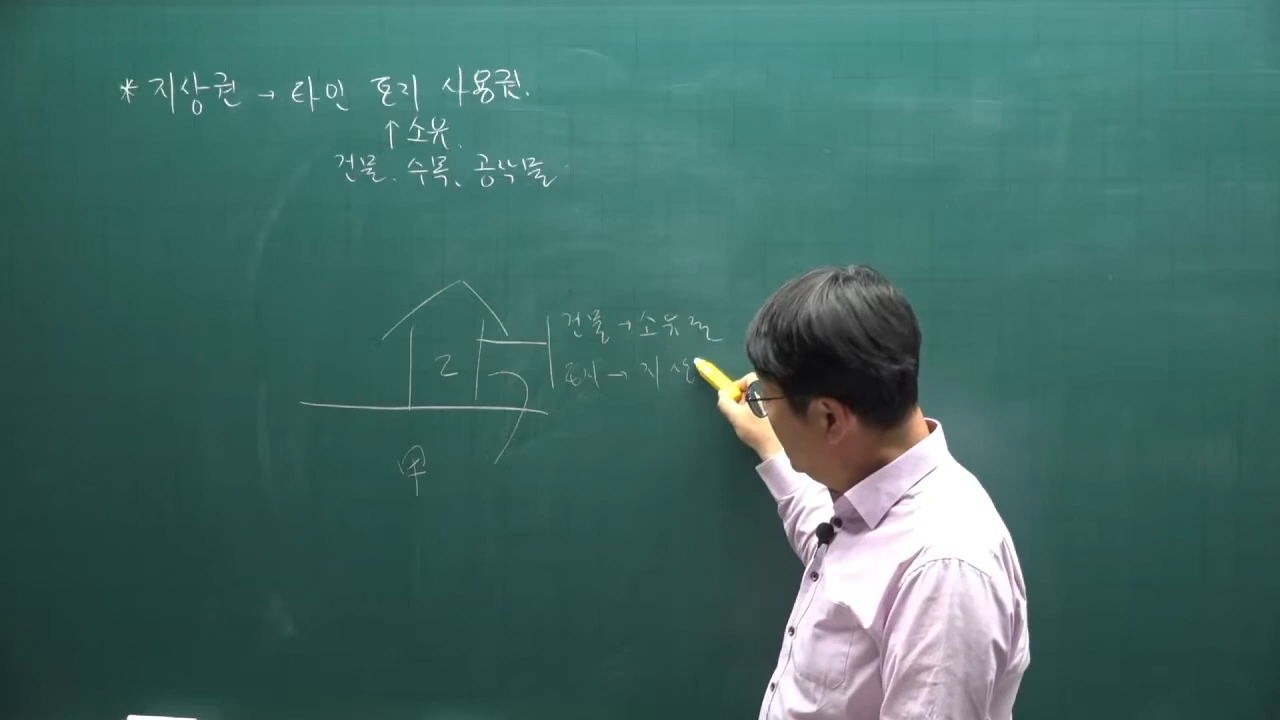 * 지상권 → 타인 토지 사용권.
↑ 소유.
건물. 수목, 공작물
건물 → 소유권
乙
토지 → 지상
甲